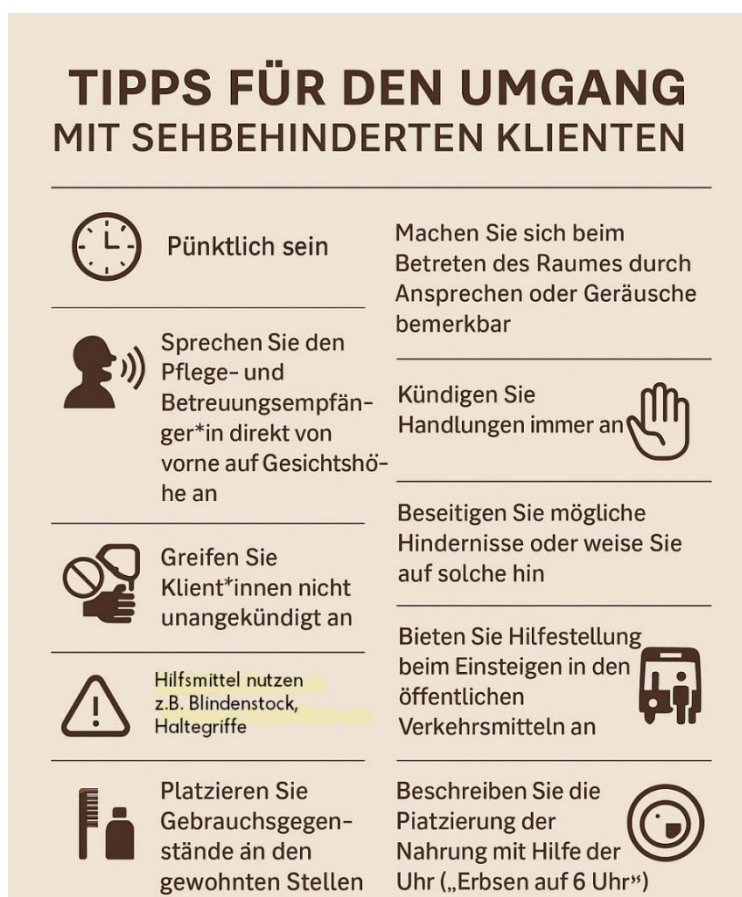 TIPPS FÜR DEN UMGANG
MIT SEHBEHINDERTEN KLIENTEN
Pünktlich sein
Sprechen Sie den
Pflege- und
Betreuungsempfän-
ger*in direkt von
vorne auf Gesichtshö-
he an
Greifen Sie
Klient*innen nicht
unangekündigt an
Hilfsmittel nutzen
z.B. Blindenstock,
Haltegriffe
Platzieren Sie
Gebrauchsgegen-
stände án den
gewohnten Stellen
Machen Sie sich beim
Betreten des Raumes durch
Ansprechen oder Geräusche
bemerkbar
Kündigen Sie
Handlungen immer an
Beseitigen Sie mögliche
Hindernisse oder weise Sie
auf solche hin
Bieten Sie Hilfestellung
beim Einsteigen in den
öffentlichen
Verkehrsmitteln an
Beschreiben Sie die
Piatzierung der
Nahrung mit Hilfe der
Uhr („Erbsen auf 6 Uhr“)